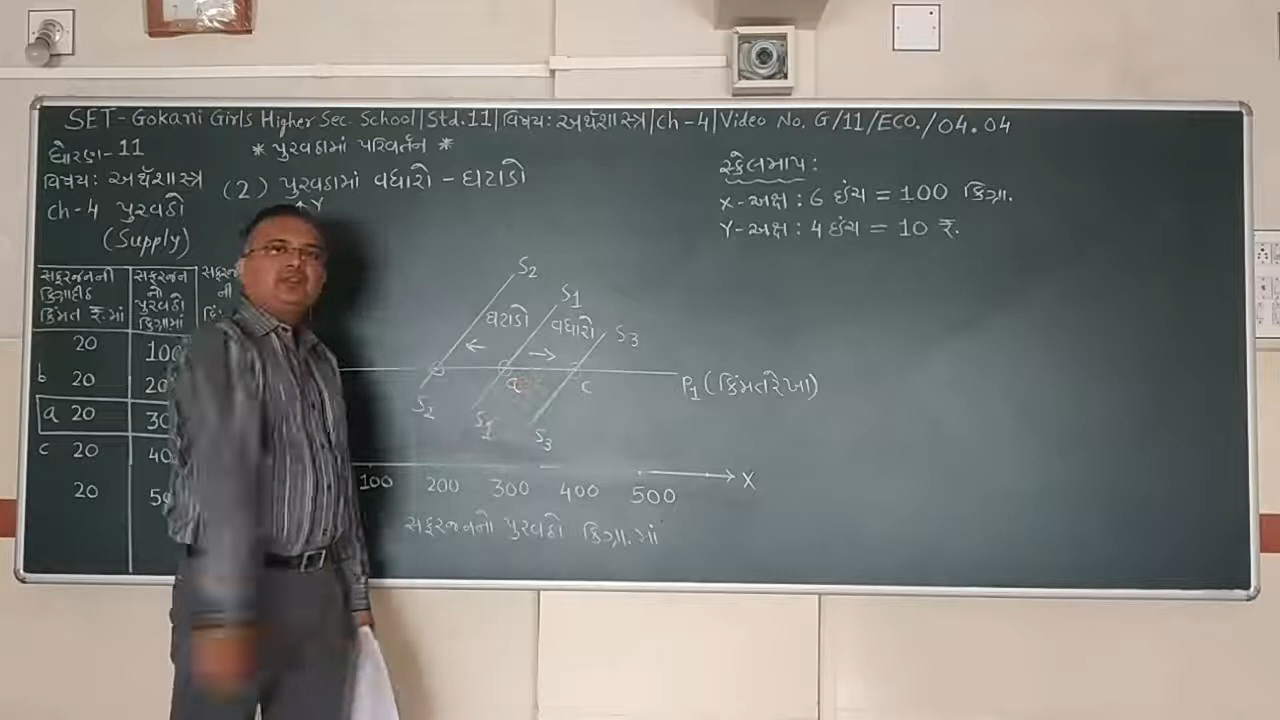 SET - Gokani Girls Higher Sec. School | Std.11 | વિષય: અર્થશાસ્ત્ર | Ch-4 | Video No. G/11/ECO./04.04
ધોરણ-11
* પુરવઠામાં પરિવર્તન *
વિષય: અર્થશાસ્ત્ર
(2) પુરવઠામાં વધારો - ઘટાડો
Ch-4 પુરવઠો
(Supply)
સ્કેલમાપ:
X-અક્ષ : 6 ઇંચ = 100 કિગ્રા.
Y-અક્ષ : 4 ઇંચ = 10 ₹.
↑Y
સફરજનની કિગ્રાદીઠ કિંમત ₹.માં
સફરજનનો પુરવઠો કિગ્રામાં
20 100
b 20
a 20
c 20
20
S2
S1
S3
ઘટાડો
વધારો
← →
a
c
P1 (કિંમતરેખા)
S2
S1
S3
100 200 300 400 500 → X
સફરજનનો પુરવઠો કિગ્રા.માં